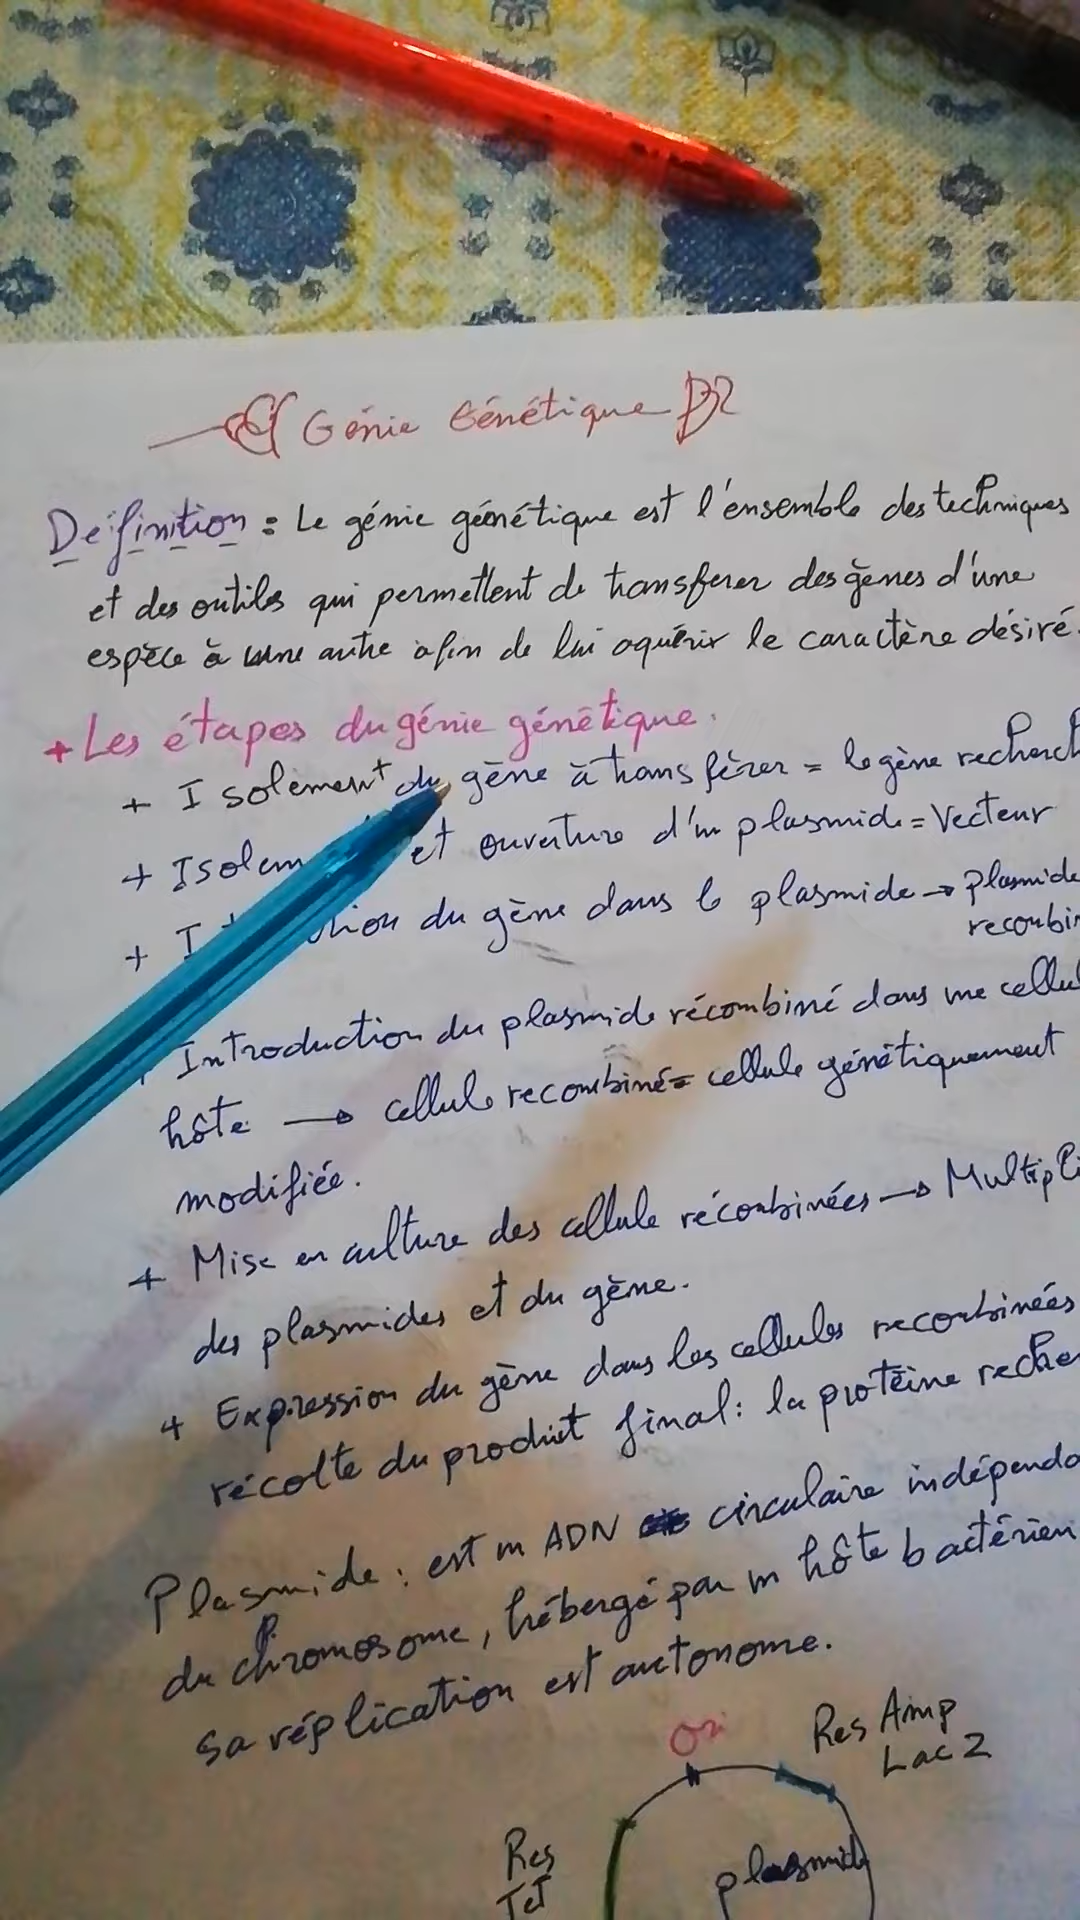 Génie Génétique
Définition : Le génie génétique est l'ensemble des techniques
et des outils qui permettent de transferer des gènes d'une
espèce à une autre afin de lui aquérir le caractère désiré.
+ Les étapes du génie génétique.
+ Isolement du gène à transférer = le gène recherch
+ Isolem et ouverture d'un plasmide = Vecteur
+ I tion du gène dans le plasmide → plasmide
recombin
Introduction du plasmide récombiné dans une cellul
hôte → cellule recombiné = cellule génétiquement
modifiée.
+ Mise en culture des cellule récombinées → Multipli
des plasmides et du gène.
+ Expression du gène dans les cellules recombinées
récolte du produit final : la protéine recher
Plasmide : est un ADN circulaire indépenda
du chromosome, hébergé par un hôte bactérien
sa réplication est autonome.
Ori
Res Amp
Lac Z
Res
Tet
plasmide